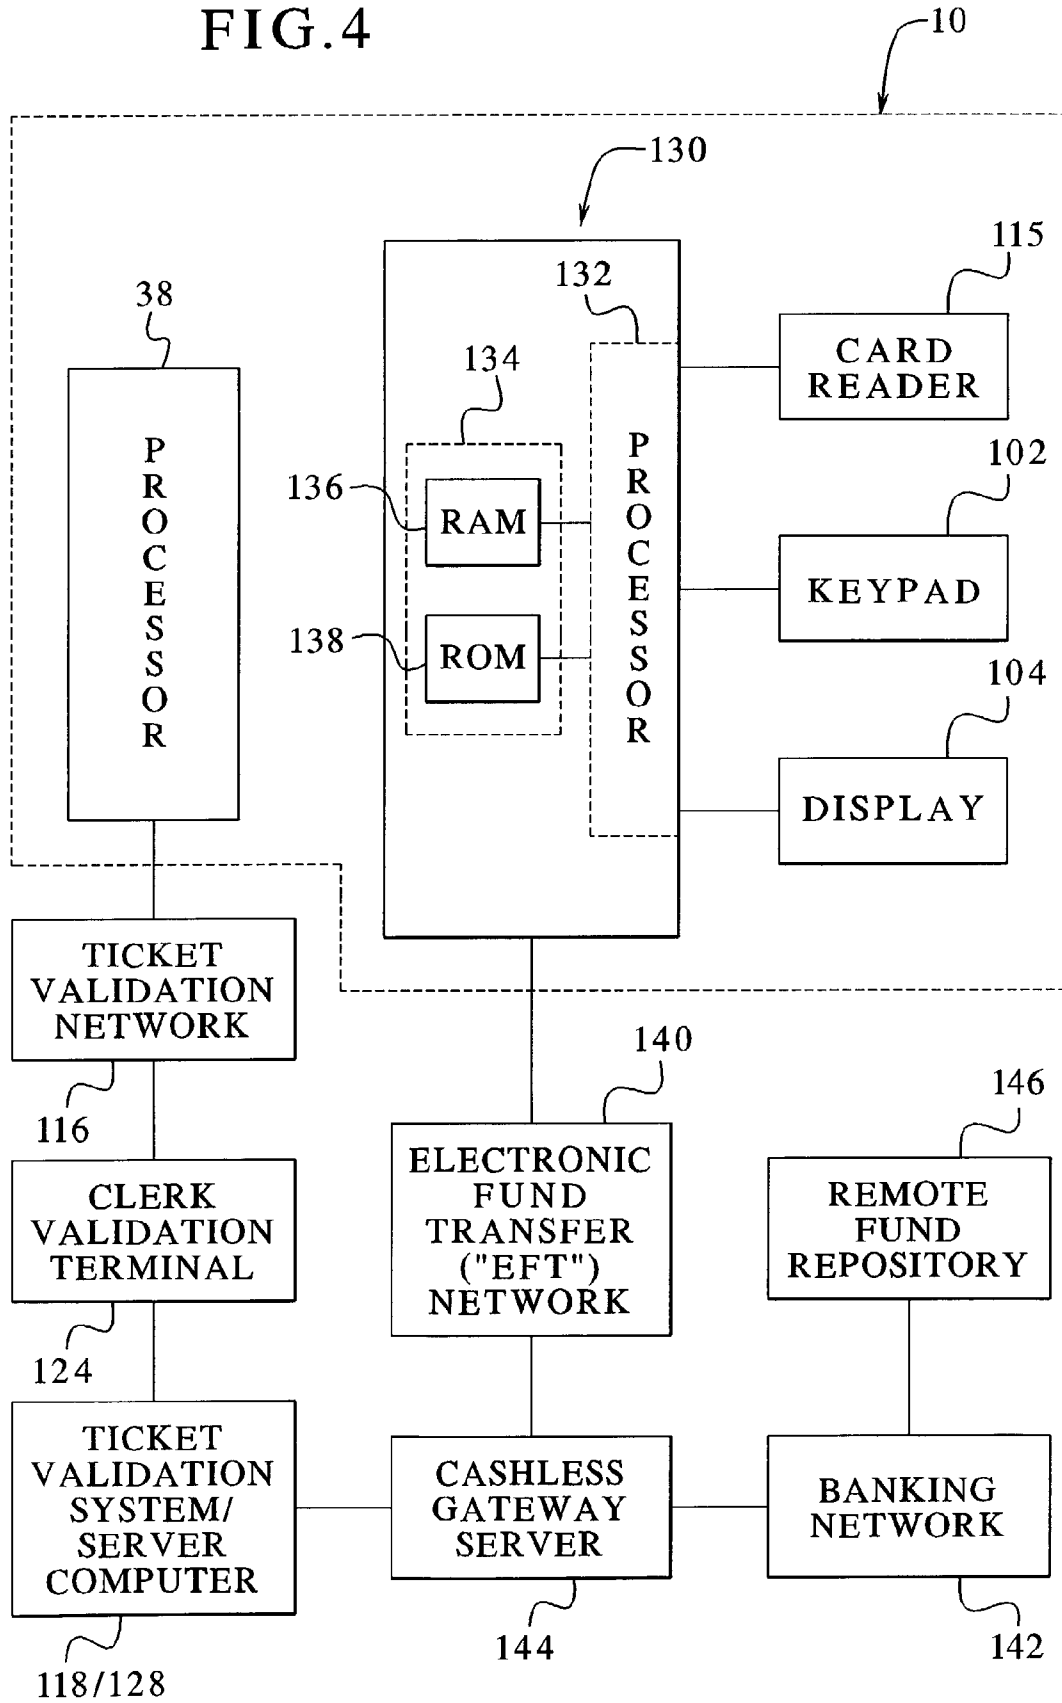 FIG.4
10
130
115
132
38
CARD
READER
134
PROCESSOR
PROCESSOR
102
136
RAM
KEYPAD
138
ROM
104
DISPLAY
TICKET
VALIDATION
NETWORK
140
146
116
ELECTRONIC
FUND
TRANSFER
("EFT")
NETWORK
REMOTE
FUND
REPOSITORY
CLERK
VALIDATION
TERMINAL
124
TICKET
VALIDATION
SYSTEM/
SERVER
COMPUTER
CASHLESS
GATEWAY
SERVER
BANKING
NETWORK
144
142
118/128